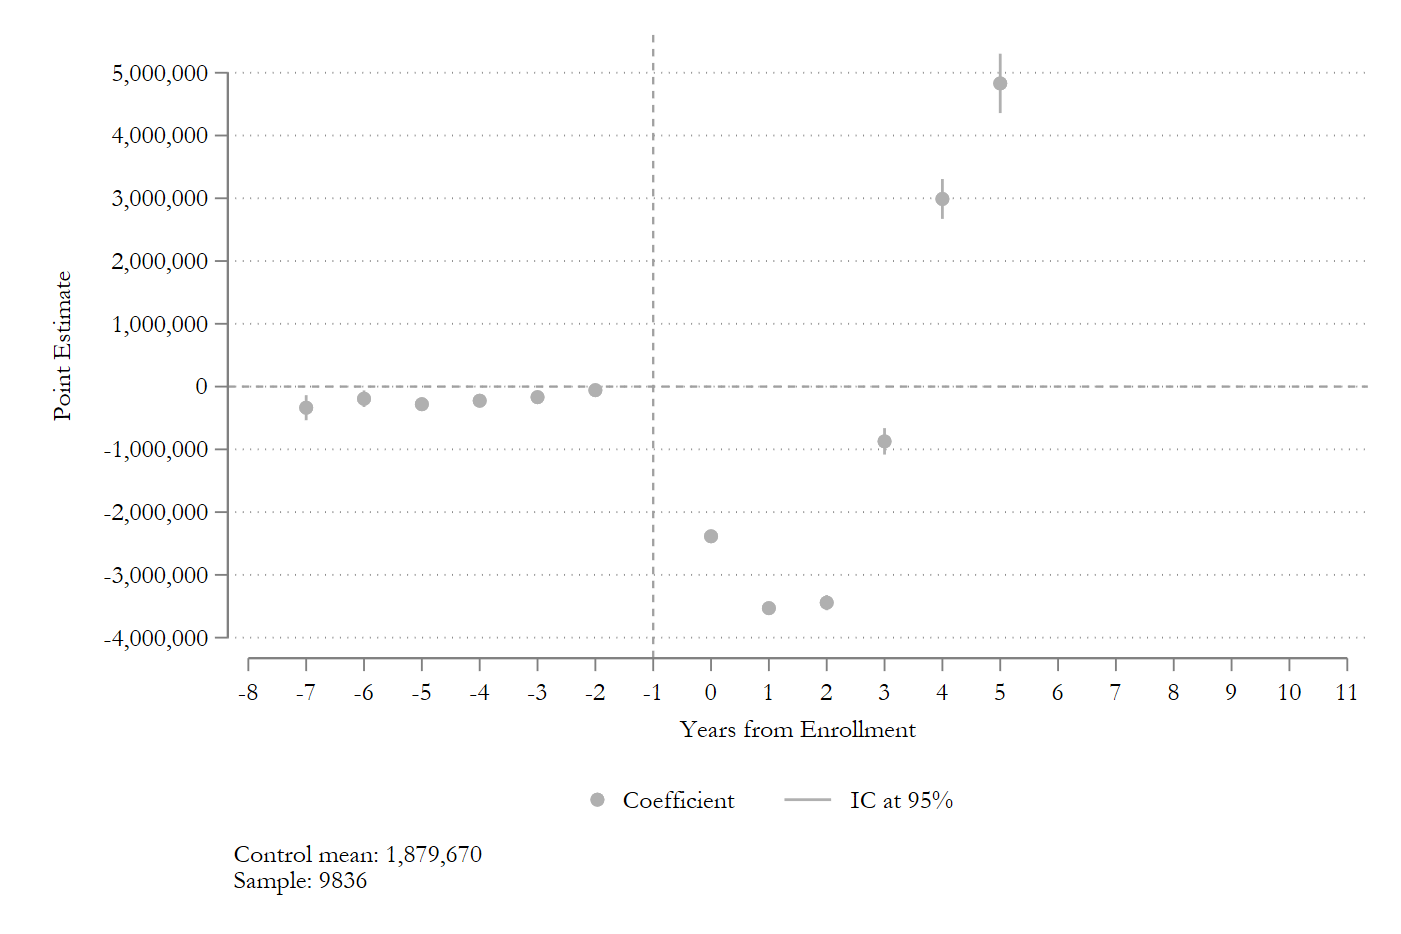 5,000,000
4,000,000
3,000,000
2,000,000
1,000,000
0
-1,000,000
-2,000,000
-3,000,000
-4,000,000
Point Estimate
-8 -7 -6 -5 -4 -3 -2 -1 0 1 2 3 4 5 6 7 8 9 10 11
Years from Enrollment
Coefficient IC at 95%
Control mean: 1,879,670
Sample: 9836